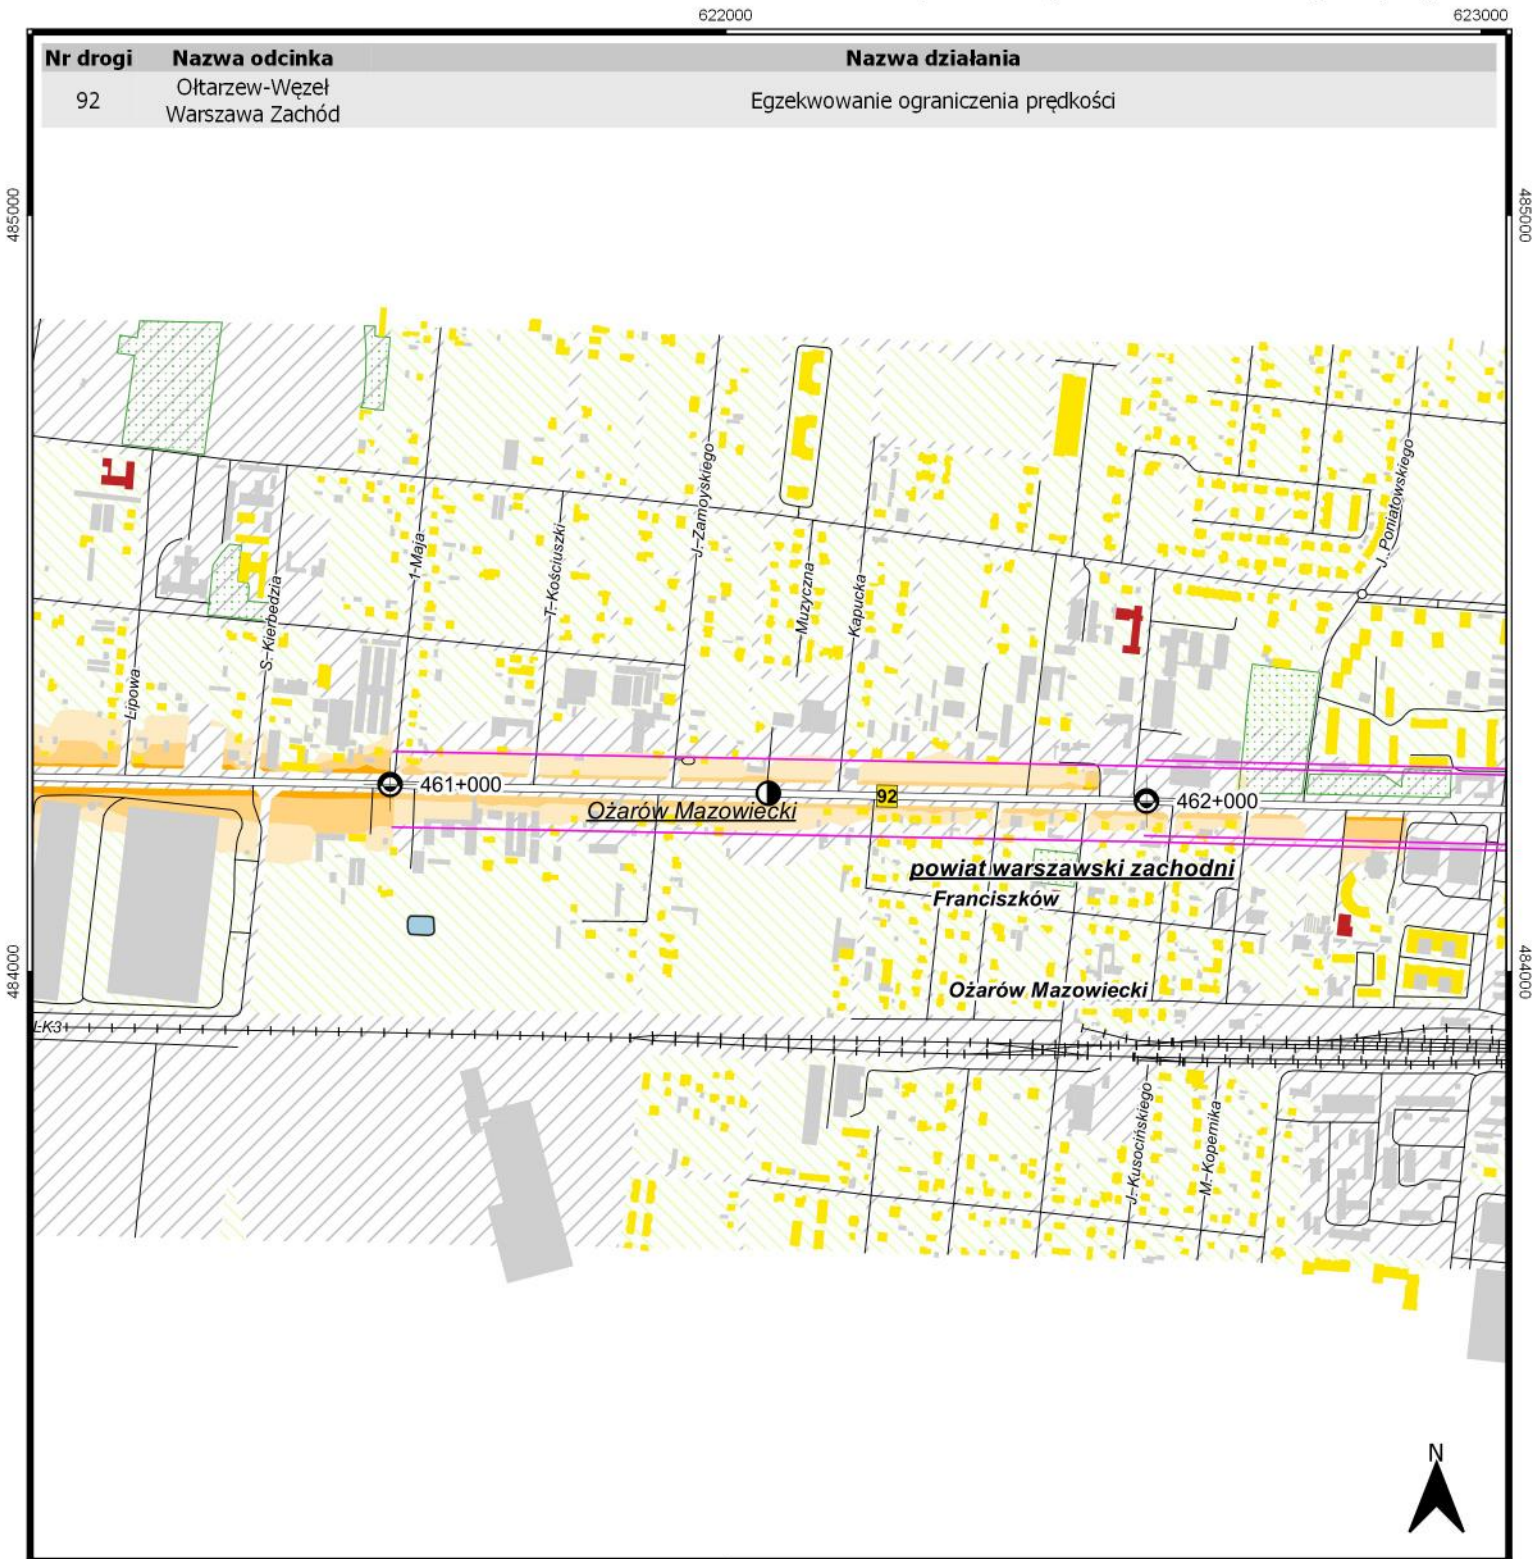 622000
623000
Nr drogi Nazwa odcinka Nazwa działania
92
Ołtarzew-Węzeł
Warszawa Zachód
Egzekwowanie ograniczenia prędkości
485000
485000
J. Zamoyskiego
J. Poniatowskiego
1 Maja
T. Kościuszki
Muzyczna
Kapucka
S. Kierbedzia
Lipowa
461+000
92
462+000
Ożarów Mazowiecki
powiat warszawski zachodni
Franciszków
484000
484000
Ożarów Mazowiecki
LK3
J. Kusocińskiego
M. Kopernika
N